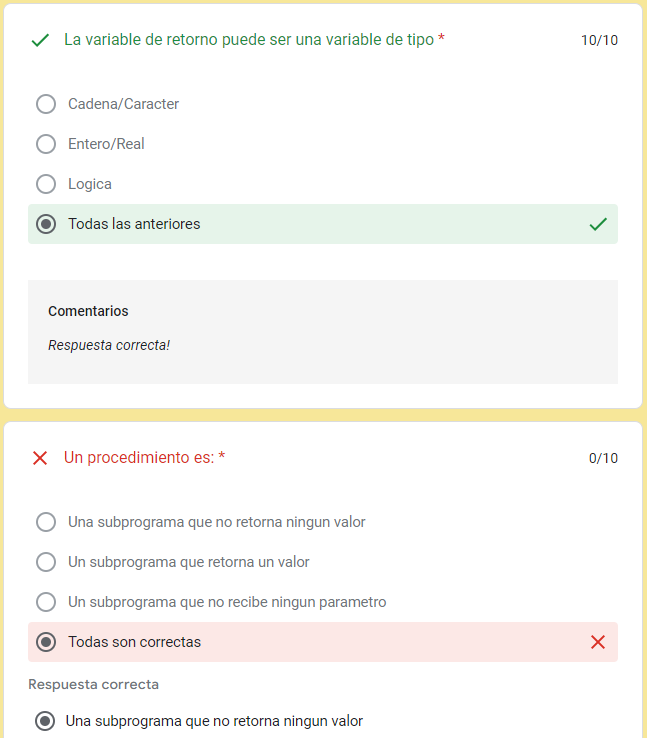 La variable de retorno puede ser una variable de tipo *
10/10
Cadena/Caracter
Entero/Real
Logica
Todas las anteriores
Comentarios
Respuesta correcta!
Un procedimiento es: *
0/10
Una subprograma que no retorna ningun valor
Un subprograma que retorna un valor
Un subprograma que no recibe ningun parametro
Todas son correctas
Respuesta correcta
Una subprograma que no retorna ningun valor